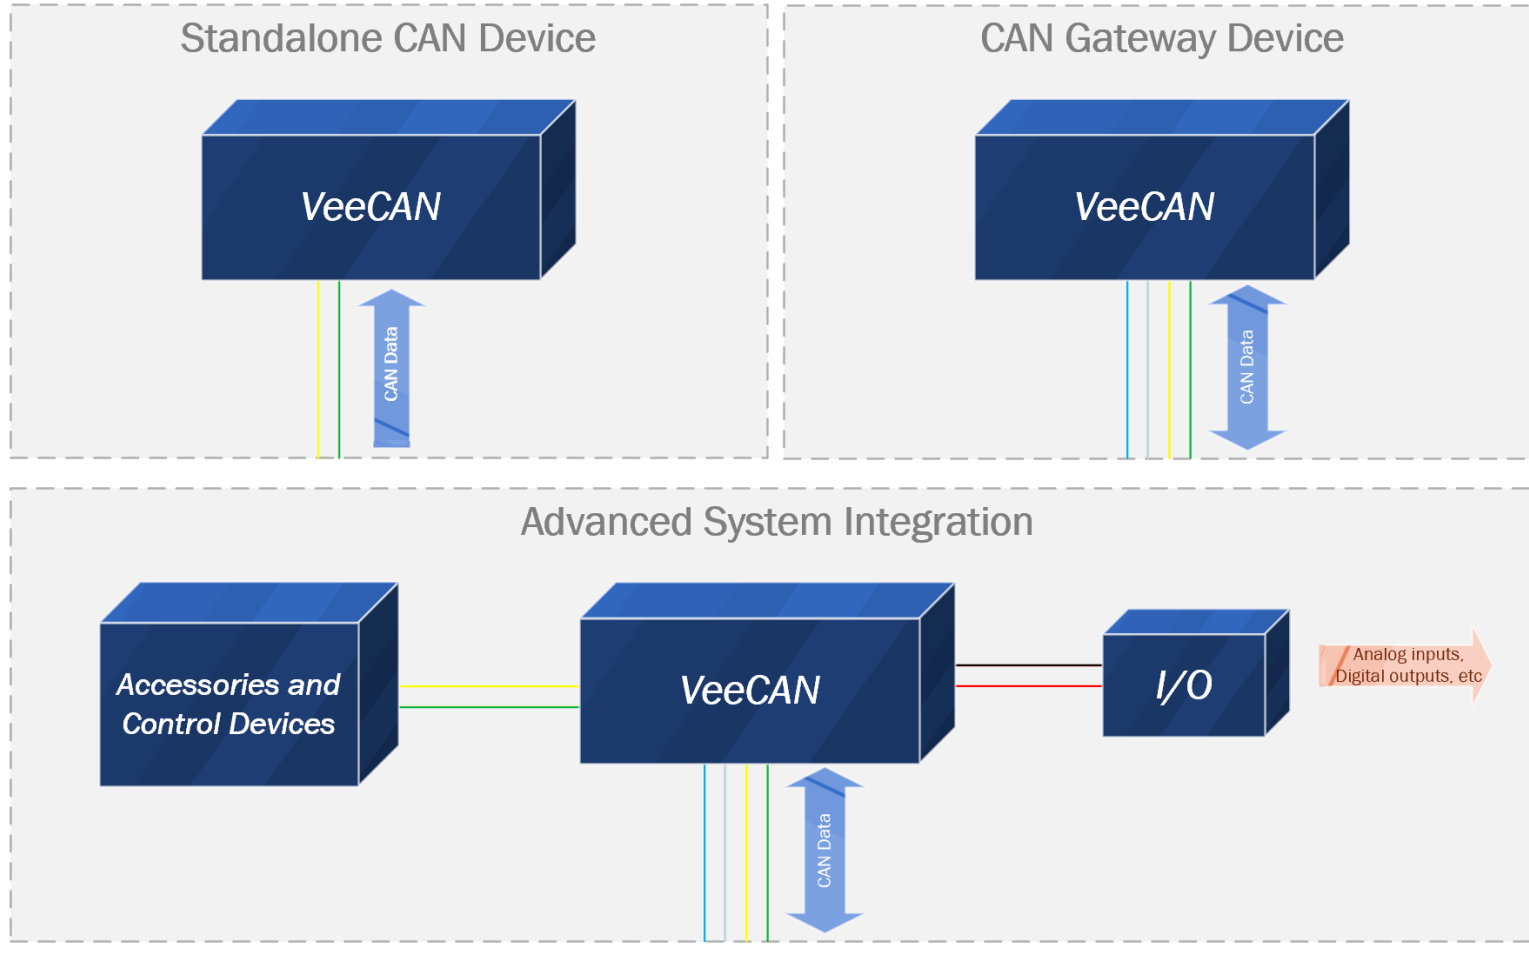 Standalone CAN Device
VeeCAN
CAN Data
CAN Gateway Device
VeeCAN
CAN Data
Advanced System Integration
Accessories and
Control Devices
VeeCAN
CAN Data
I/O
Analog inputs,
Digital outputs, etc